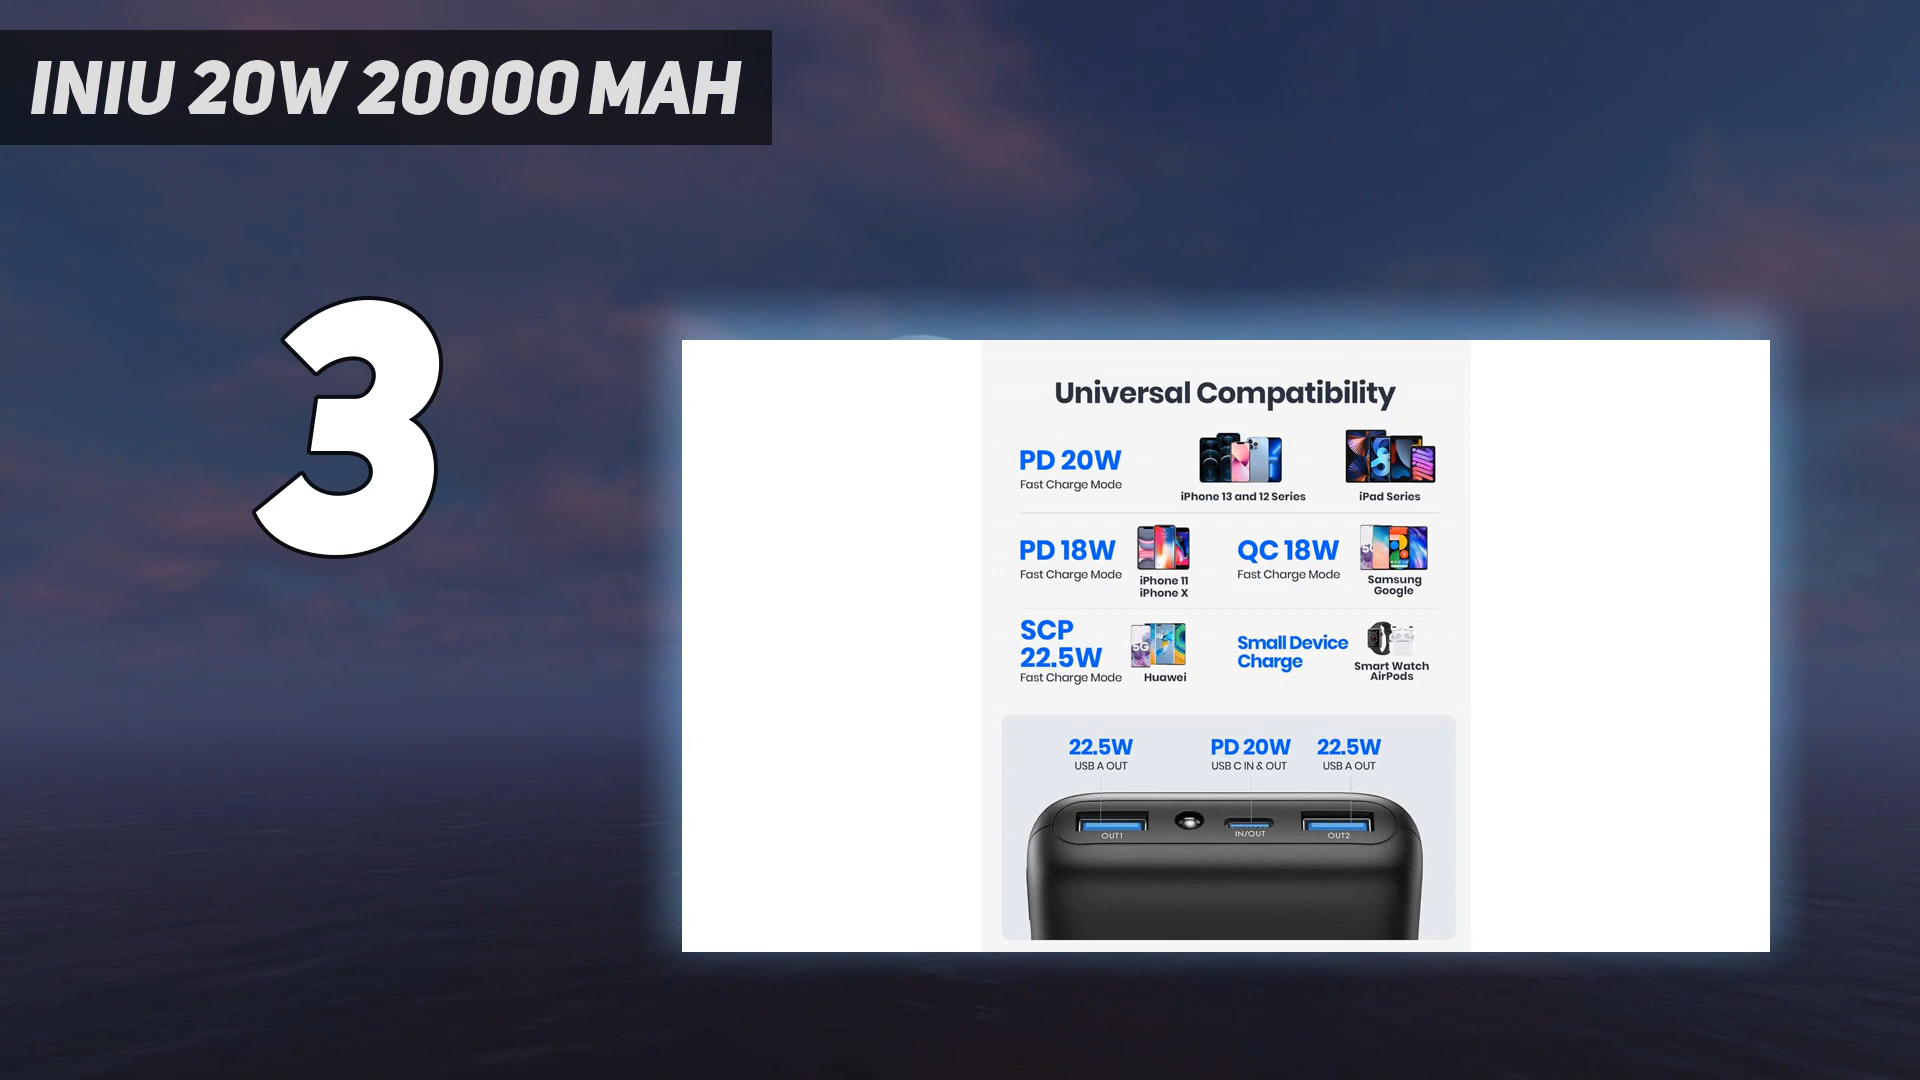 INIU 20W 20000 MAH
3
Universal Compatibility
PD 20W
Fast Charge Mode
iPhone 13 and 12 Series
iPad Series
PD 18W
Fast Charge Mode
iPhone 11
iPhone X
QC 18W
Fast Charge Mode
Samsung
Google
SCP
22.5W
Fast Charge Mode
5G
Huawei
Small Device
Charge
Smart Watch
AirPods
22.5W
USB A OUT
PD 20W
USB C IN & OUT
22.5W
USB A OUT
OUT1
IN/OUT
OUT2